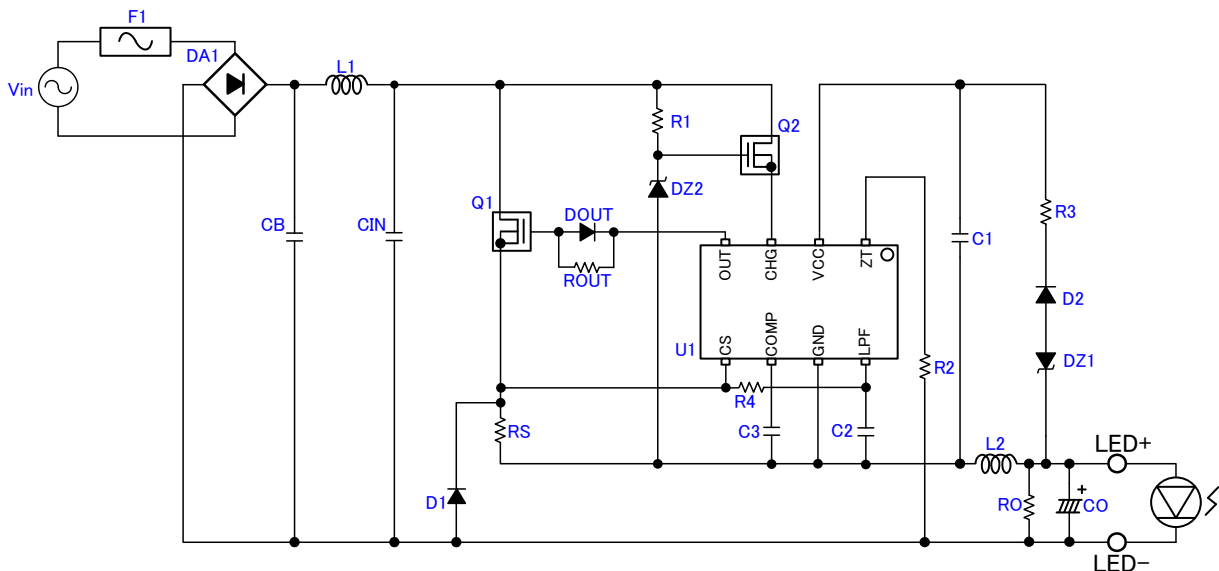 F1
DA1
L1
Vin
R1
Q2
DZ2
Q1
DOUT
R3
CB
CIN
C1
ROUT
OUT
CHG
VCC
ZT
D2
CS
COMP
GND
LPF
U1
DZ1
R2
R4
RS
C3
C2
L2
LED+
D1
RO
+
CO
LED-